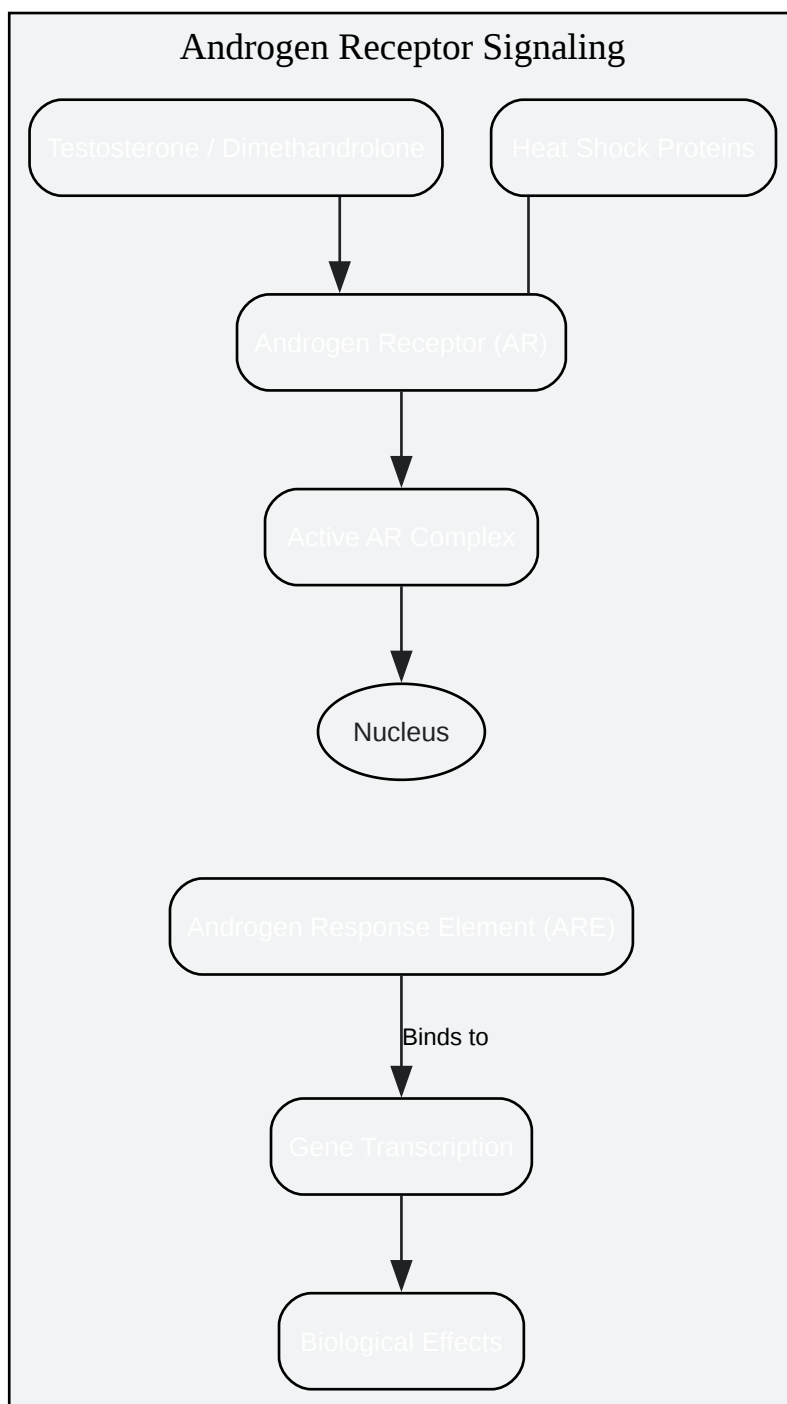 Androgen Receptor Signaling
Testosterone / Dimethandrolone
Heat Shock Proteins
Androgen Receptor (AR)
Active AR Complex
Nucleus
Androgen Response Element (ARE)
Binds to
Gene Transcription
Biological Effects